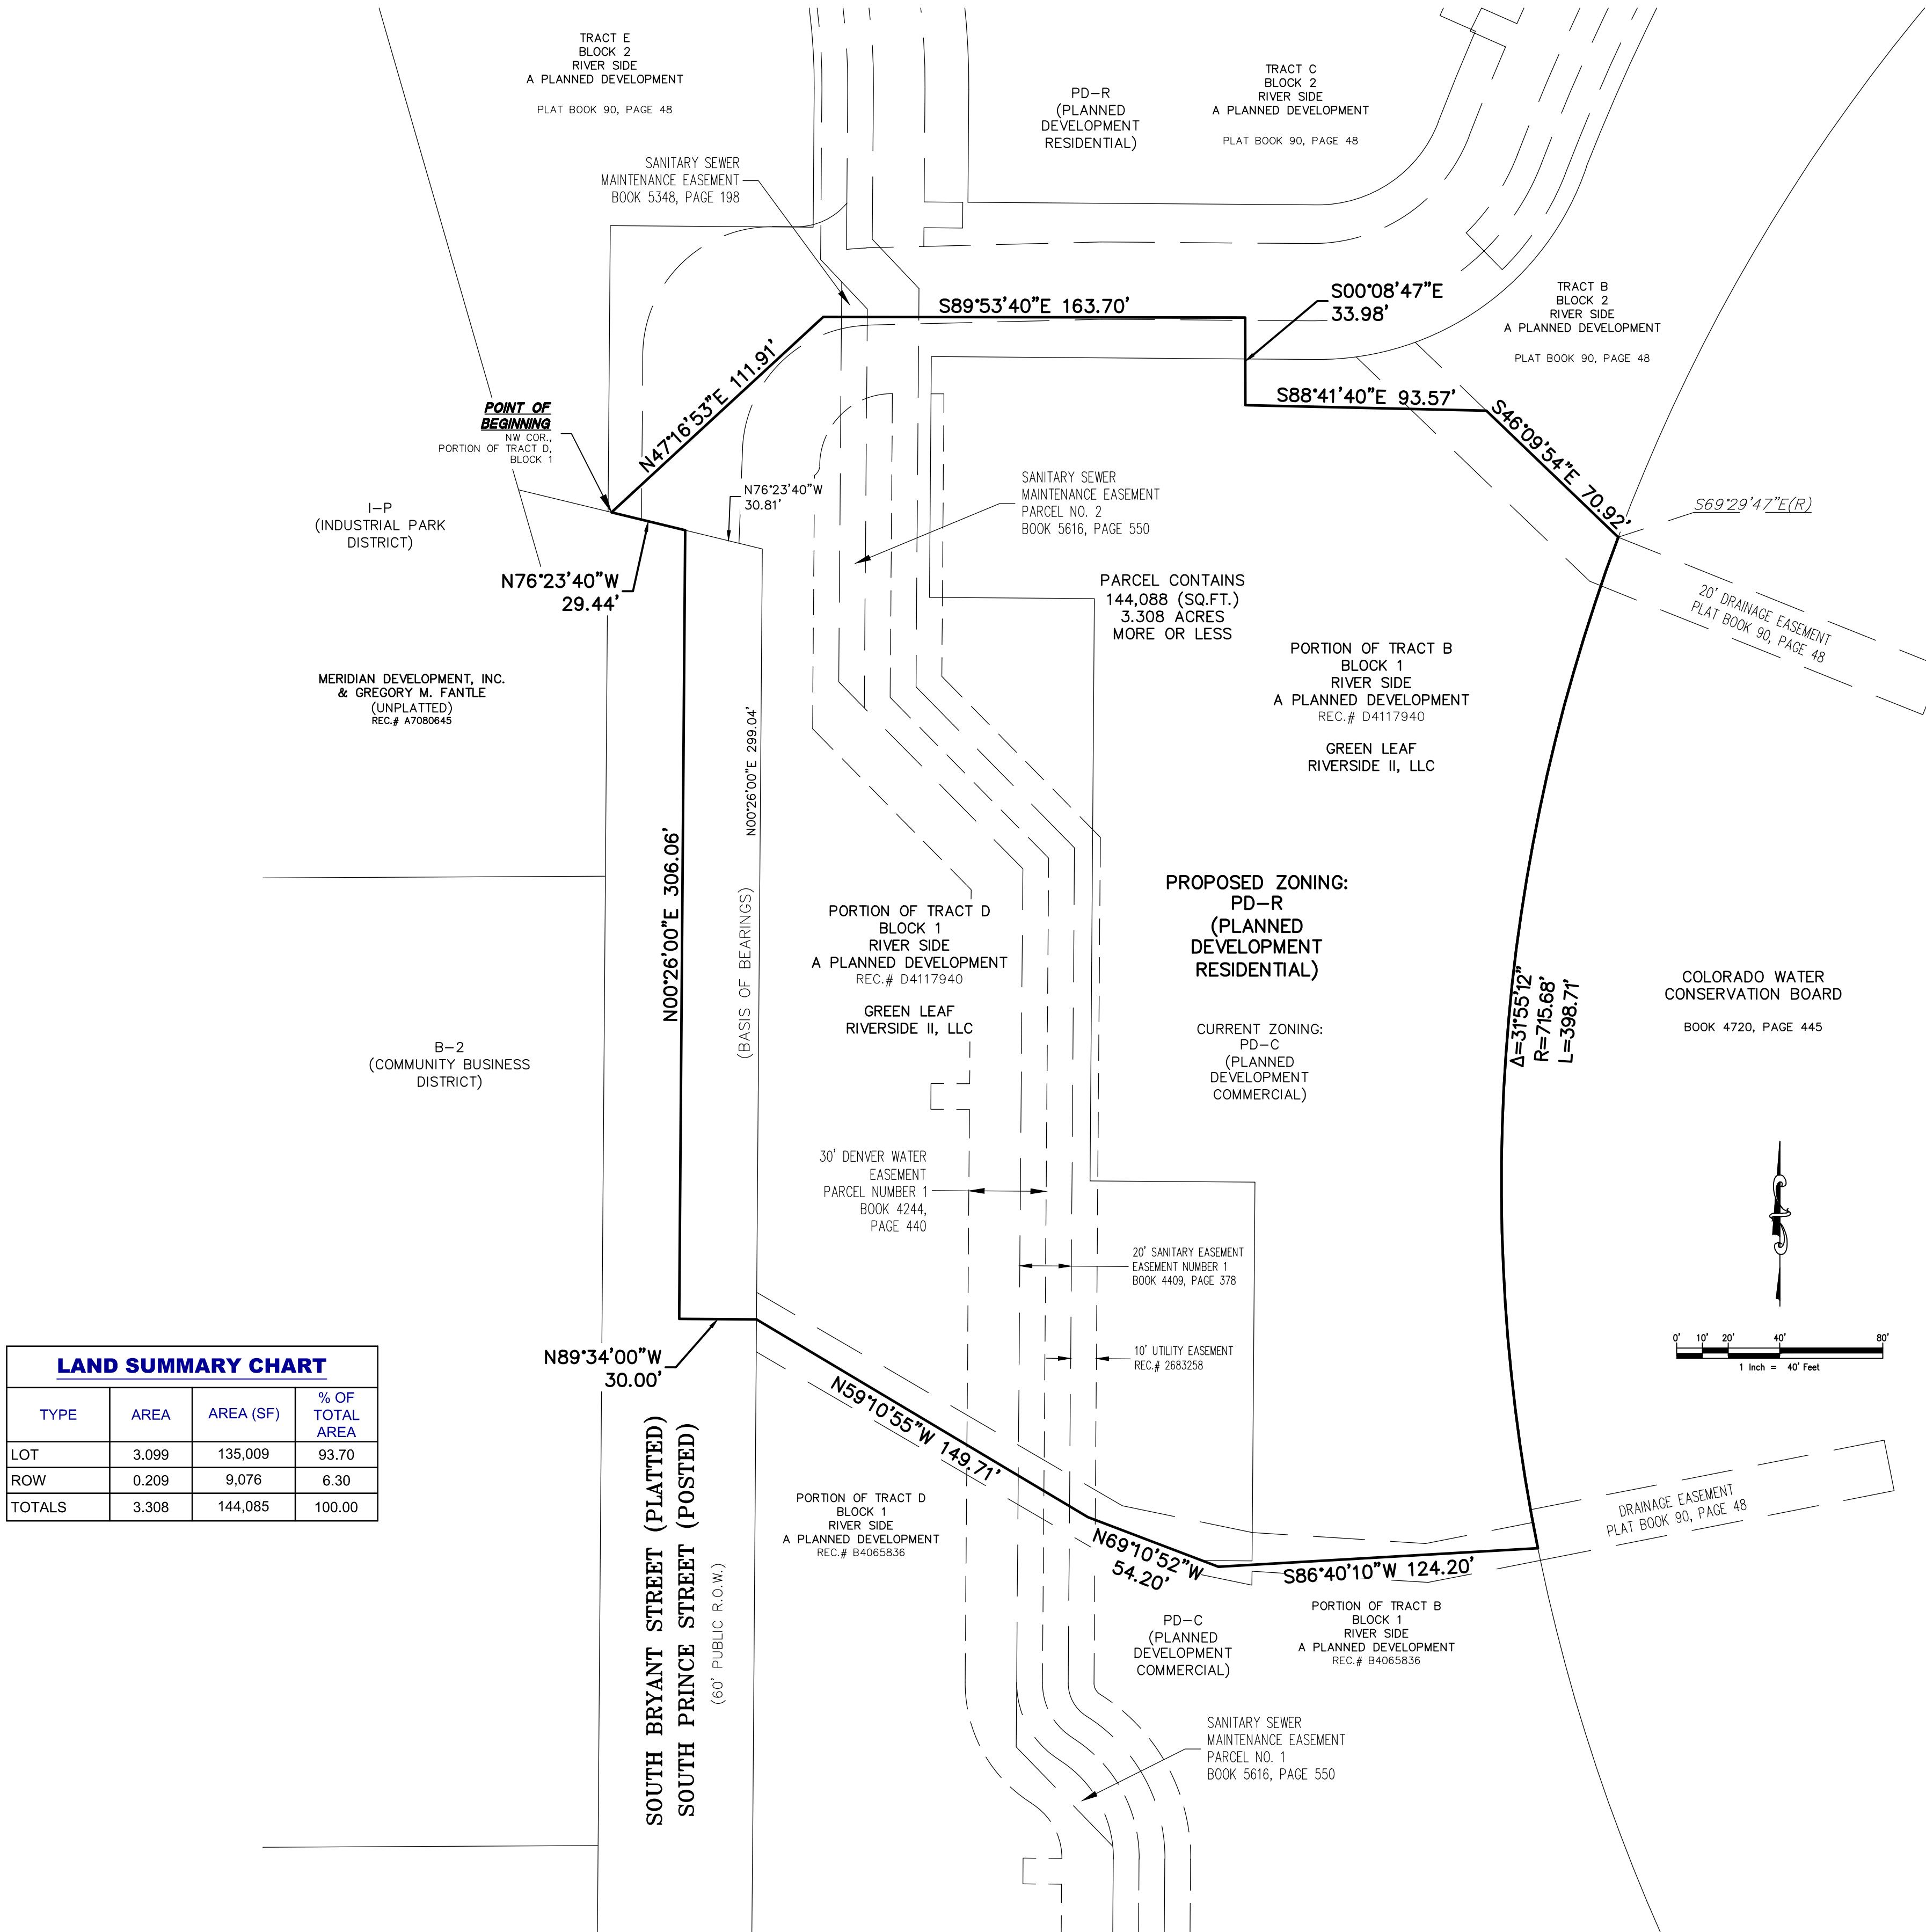 TRACT E
BLOCK 2
RIVER SIDE
A PLANNED DEVELOPMENT
PLAT BOOK 90, PAGE 48
PD-R
(PLANNED
DEVELOPMENT
RESIDENTIAL)
TRACT C
BLOCK 2
RIVER SIDE
A PLANNED DEVELOPMENT
PLAT BOOK 90, PAGE 48
SANITARY SEWER
MAINTENANCE EASEMENT
BOOK 5348, PAGE 198
S89°53'40"E 163.70'
S00°08'47"E
33.98'
TRACT B
BLOCK 2
RIVER SIDE
A PLANNED DEVELOPMENT
PLAT BOOK 90, PAGE 48
N47°16'53"E 111.91'
S88°41'40"E 93.57'
S46°09'54"E 70.92'
POINT OF
BEGINNING
NW COR.,
PORTION OF TRACT D,
BLOCK 1
N76°23'40"W
30.81'
SANITARY SEWER
MAINTENANCE EASEMENT
PARCEL NO. 2
BOOK 5616, PAGE 550
S69°29'47"E(R)
I-P
(INDUSTRIAL PARK
DISTRICT)
N76°23'40"W
29.44'
PARCEL CONTAINS
144,088 (SQ.FT.)
3.308 ACRES
MORE OR LESS
20' DRAINAGE EASEMENT
PLAT BOOK 90, PAGE 48
MERIDIAN DEVELOPMENT, INC.
& GREGORY M. FANTLE
(UNPLATTED)
REC.# A7080645
PORTION OF TRACT B
BLOCK 1
RIVER SIDE
A PLANNED DEVELOPMENT
REC.# D4117940
GREEN LEAF
RIVERSIDE II, LLC
N00°26'00"E 299.04'
(BASIS OF BEARINGS)
N00°26'00"E 306.06'
PORTION OF TRACT D
BLOCK 1
RIVER SIDE
A PLANNED DEVELOPMENT
REC.# D4117940
GREEN LEAF
RIVERSIDE II, LLC
PROPOSED ZONING:
PD-R
(PLANNED
DEVELOPMENT
RESIDENTIAL)
CURRENT ZONING:
PD-C
(PLANNED
DEVELOPMENT
COMMERCIAL)
Δ=31°55'12"
R=715.68'
L=398.71'
COLORADO WATER
CONSERVATION BOARD
BOOK 4720, PAGE 445
B-2
(COMMUNITY BUSINESS
DISTRICT)
30' DENVER WATER
EASEMENT
PARCEL NUMBER 1
BOOK 4244,
PAGE 440
20' SANITARY EASEMENT
EASEMENT NUMBER 1
BOOK 4409, PAGE 378
10' UTILITY EASEMENT
REC.# 2683258
0' 10' 20' 40' 80'
1 Inch = 40' Feet
N89°34'00"W
30.00'
N59°10'55"W 149.71'
N69°10'52"W
54.20'
S86°40'10"W 124.20'
DRAINAGE EASEMENT
PLAT BOOK 90, PAGE 48
LAND SUMMARY CHART
TYPE AREA AREA (SF) % OF TOTAL AREA
LOT 3.099 135,009 93.70
ROW 0.209 9,076 6.30
TOTALS 3.308 144,085 100.00
SOUTH BRYANT STREET (PLATTED)
SOUTH PRINCE STREET (POSTED)
(60' PUBLIC R.O.W.)
PORTION OF TRACT D
BLOCK 1
RIVER SIDE
A PLANNED DEVELOPMENT
REC.# B4065836
PD-C
(PLANNED
DEVELOPMENT
COMMERCIAL)
PORTION OF TRACT B
BLOCK 1
RIVER SIDE
A PLANNED DEVELOPMENT
REC.# B4065836
SANITARY SEWER
MAINTENANCE EASEMENT
PARCEL NO. 1
BOOK 5616, PAGE 550